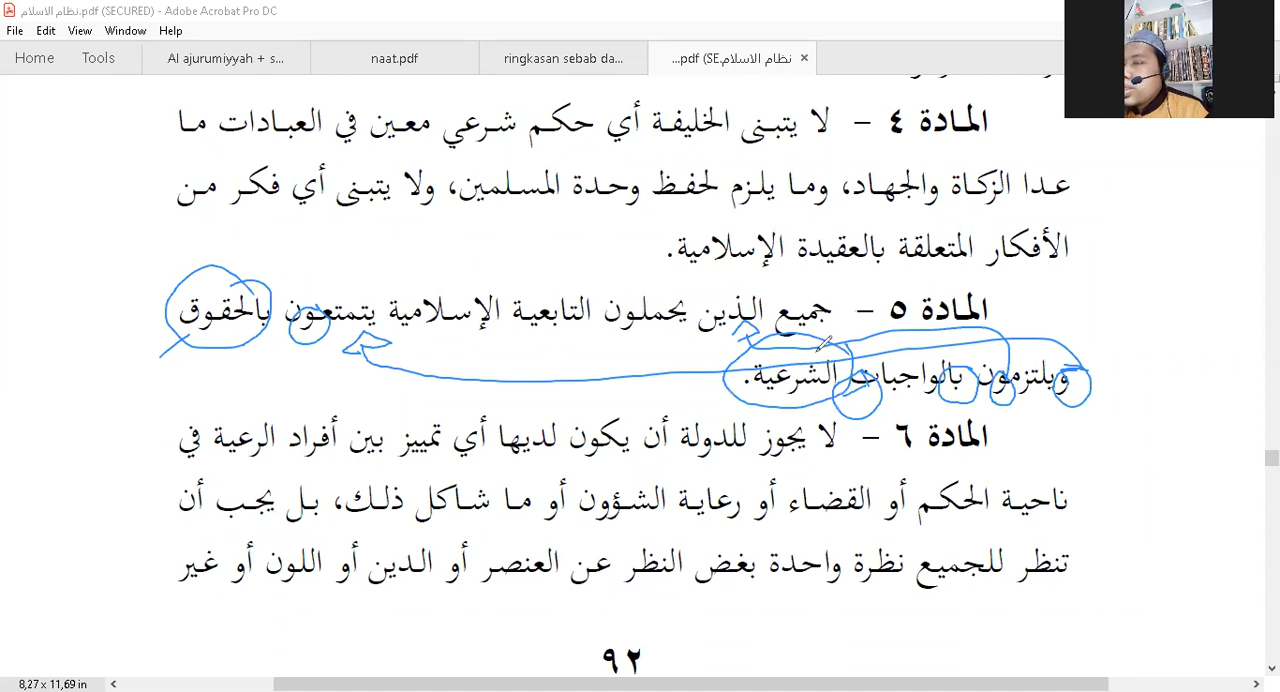 نظام الاسلام.pdf (SECURED) - Adobe Acrobat Pro DC
File Edit View Window Help
Home Tools Al ajurumiyyah + s... naat.pdf ringkasan sebab da... ...pdf (SE.نظام الاسلام ×
المادة ٤ - لا يتبنى الخليفة أي حكم شرعي معين في العبادات ما
عدا الزكاة والجهاد، وما يلزم لحفظ وحدة المسلمين، ولا يتبنى أي فكر من
الأفكار المتعلقة بالعقيدة الإسلامية.
المادة ٥ - جميع الذين يحملون التابعية الإسلامية يتمتعون بالحقوق
ويلتزمون بالواجبات الشرعية.
المادة ٦ - لا يجوز للدولة أن يكون لديها أي تمييز بين أفراد الرعية في
ناحية الحكم أو القضاء أو رعاية الشؤون أو ما شاكل ذلك، بل يجب أن
تنظر للجميع نظرة واحدة بغض النظر عن العنصر أو الدين أو اللون أو غير
٩٢
8,27 x 11,69 in